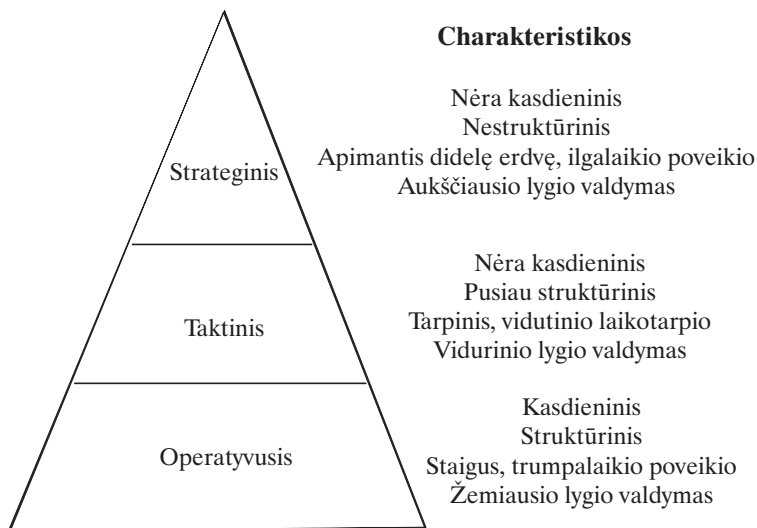 Charakteristikos
Nėra kasdieninis
Nestruktūrinis
Apimantis didelę erdvę, ilgalaikio poveikio
Aukščiausio lygio valdymas
Strateginis
Nėra kasdieninis
Pusiau struktūrinis
Tarpinis, vidutinio laikotarpio
Vidurinio lygio valdymas
Taktinis
Kasdieninis
Struktūrinis
Staigus, trumpalaikio poveikio
Žemiausio lygio valdymas
Operatyvusis